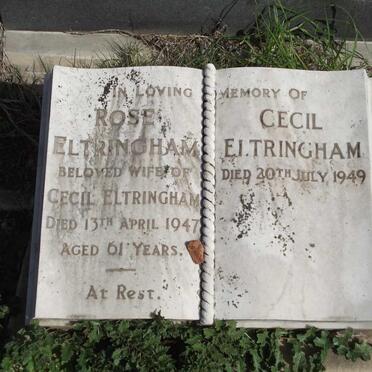 IN LOVING MEMORY OF
ROSE
ELTRINGHAM
BELOVED WIFE OF
CECIL ELTRINGHAM
DIED 13TH APRIL 1947
AGED 61 YEARS.
AT REST.
CECIL
ELTRINGHAM
DIED 20TH JULY 1949